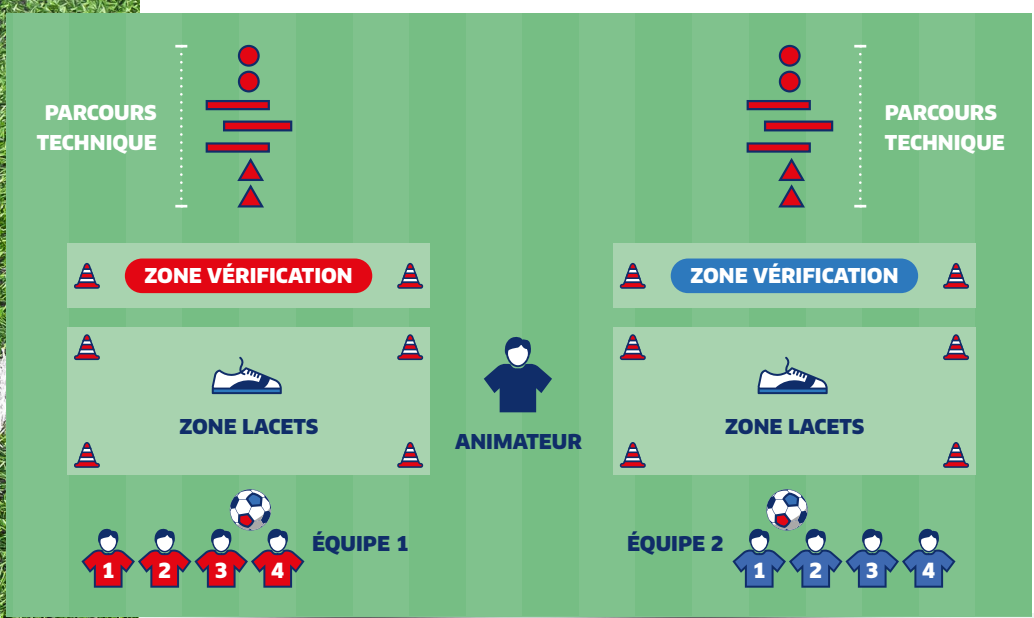 PARCOURS
TECHNIQUE
PARCOURS
TECHNIQUE
ZONE VÉRIFICATION
ZONE VÉRIFICATION
ZONE LACETS
ANIMATEUR
ZONE LACETS
ÉQUIPE 1
1 2 3 4
ÉQUIPE 2
1 2 3 4